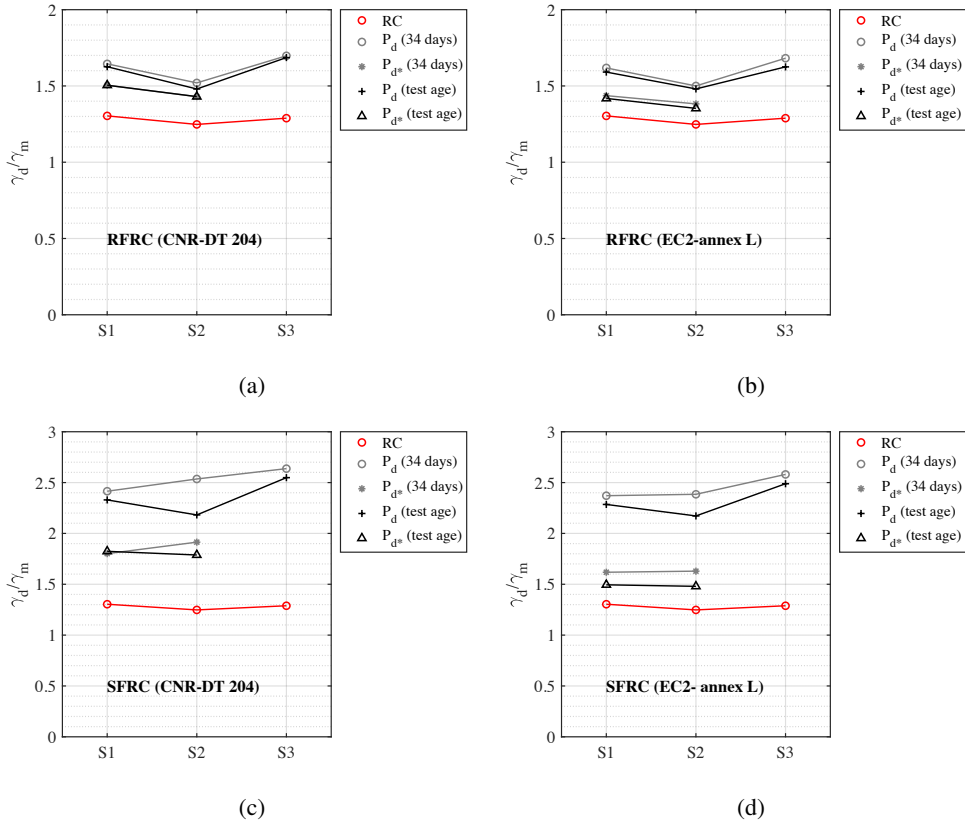 2
1.5
1
0.5
0
γd/γm
S1 S2 S3
RFRC (CNR-DT 204)
RC
Pd (34 days)
Pd* (34 days)
Pd (test age)
Pd* (test age)
(a)
2
1.5
1
0.5
0
γd/γm
S1 S2 S3
RFRC (EC2-annex L)
RC
Pd (34 days)
Pd* (34 days)
Pd (test age)
Pd* (test age)
(b)
3
2.5
2
1.5
1
0.5
0
γd/γm
S1 S2 S3
SFRC (CNR-DT 204)
RC
Pd (34 days)
Pd* (34 days)
Pd (test age)
Pd* (test age)
(c)
3
2.5
2
1.5
1
0.5
0
γd/γm
S1 S2 S3
SFRC (EC2- annex L)
RC
Pd (34 days)
Pd* (34 days)
Pd (test age)
Pd* (test age)
(d)